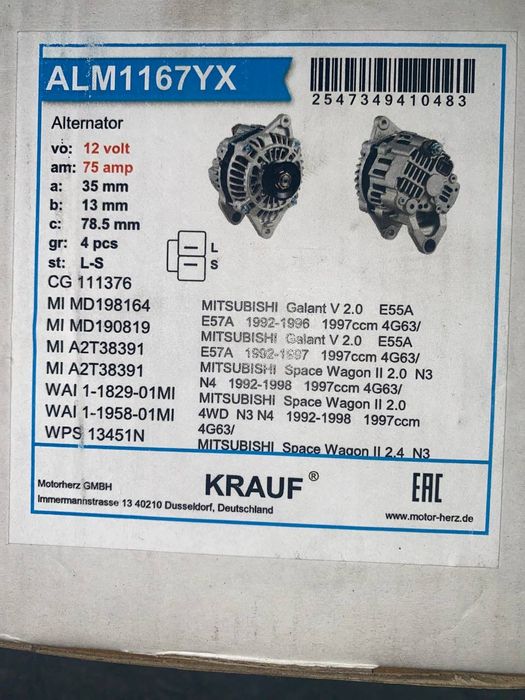 ALM1167YX
2547349410483
Alternator
vo: 12 volt
am: 75 amp
a: 35 mm
b: 13 mm
c: 78.5 mm
gr: 4 pcs
st: L-S
L
S
CG 111376
MI MD198164
MI MD190819
MI A2T38391
MI A2T38391
WAI 1-1829-01MI
WAI 1-1958-01MI
WPS 13451N
MITSUBISHI Galant V 2.0 E55A
E57A 1992-1996 1997ccm 4G63/
MITSUBISHI Galant V 2.0 E55A
E57A 1992-1997 1997ccm 4G63/
MITSUBISHI Space Wagon II 2.0 N3
N4 1992-1998 1997ccm 4G63/
MITSUBISHI Space Wagon II 2.0
4WD N3 N4 1992-1998 1997ccm
4G63/
MITSUBISHI Space Wagon II 2.4 N3
Motorherz GMBH
Immermannstrasse 13 40210 Dusseldorf, Deutschland
KRAUF ®
EAC
www.motor-herz.de